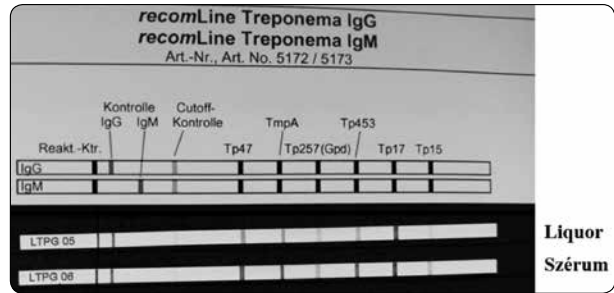 recomLine Treponema IgG
recomLine Treponema IgM
Art.-Nr., Art. No. 5172 / 5173
Kontrolle
Cutoff-
IgG IgM Kontrolle
TmpA Tp453
Reakt.-Ktr. Tp47 Tp257(Gpd) Tp17 Tp15
IgG
IgM
LTPG 05
Liquor
LTPG 06
Szérum